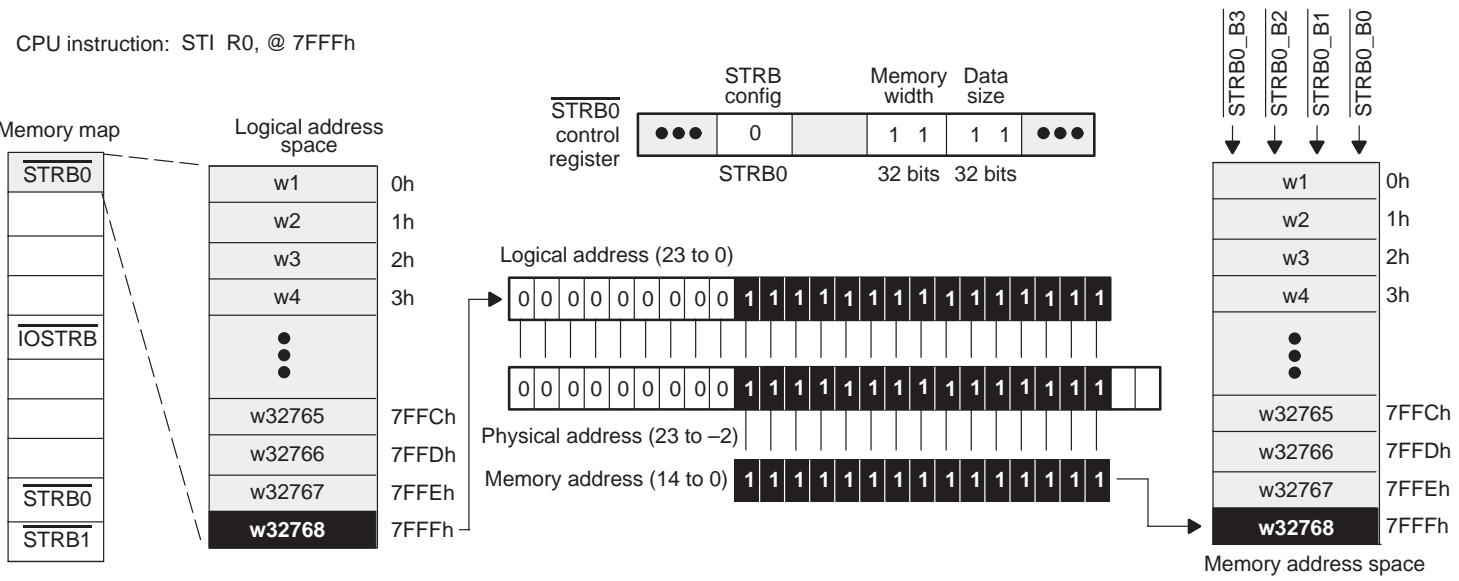 CPU instruction: STI R0, @ 7FFFh
Memory map
STRB0
IOSTRB
STRB0
STRB1
Logical address
space
w1 0h
w2 1h
w3 2h
w4 3h
w32765 7FFCh
w32766 7FFDh
w32767 7FFEh
w32768 7FFFh
STRB0
control
register
STRB
config
Memory
width
Data
size
0 1 1 1 1
STRB0 32 bits 32 bits
Logical address (23 to 0)
0 0 0 0 0 0 0 0 0 1 1 1 1 1 1 1 1 1 1 1 1 1 1 1
0 0 0 0 0 0 0 0 0 1 1 1 1 1 1 1 1 1 1 1 1 1 1 1
Physical address (23 to –2)
Memory address (14 to 0) 1 1 1 1 1 1 1 1 1 1 1 1 1 1 1
STRB0_B3
STRB0_B2
STRB0_B1
STRB0_B0
w1 0h
w2 1h
w3 2h
w4 3h
w32765 7FFCh
w32766 7FFDh
w32767 7FFEh
w32768 7FFFh
Memory address space